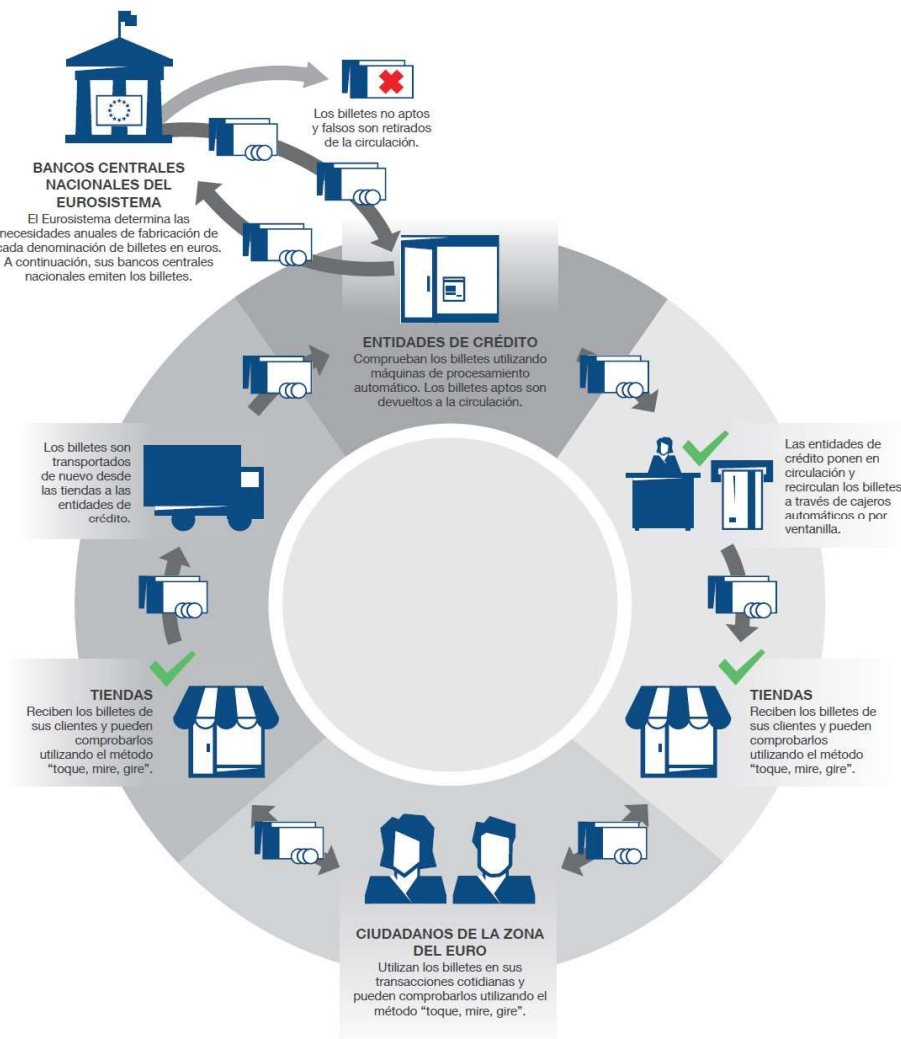 Los billetes no aptos
y falsos son retirados
de la circulación.
BANCOS CENTRALES
NACIONALES DEL
EUROSISTEMA
El Eurosistema determina las
necesidades anuales de fabricación de
cada denominación de billetes en euros.
A continuación, sus bancos centrales
nacionales emiten los billetes.
ENTIDADES DE CRÉDITO
Comprueban los billetes utilizando
máquinas de procesamiento
automático. Los billetes aptos son
devueltos a la circulación.
Los billetes son
transportados
de nuevo desde
las tiendas a las
entidades de
crédito.
Las entidades de
crédito ponen en
circulación y
recirculan los billetes
a través de cajeros
automáticos o por
ventanilla.
TIENDAS
Reciben los billetes de
sus clientes y pueden
comprobarlos
utilizando el método
“toque, mire, gire”.
TIENDAS
Reciben los billetes de
sus clientes y pueden
comprobarlos
utilizando el método
“toque, mire, gire”.
CIUDADANOS DE LA ZONA
DEL EURO
Utilizan los billetes en sus
transacciones cotidianas y
pueden comprobarlos utilizando el
método “toque, mire, gire”.